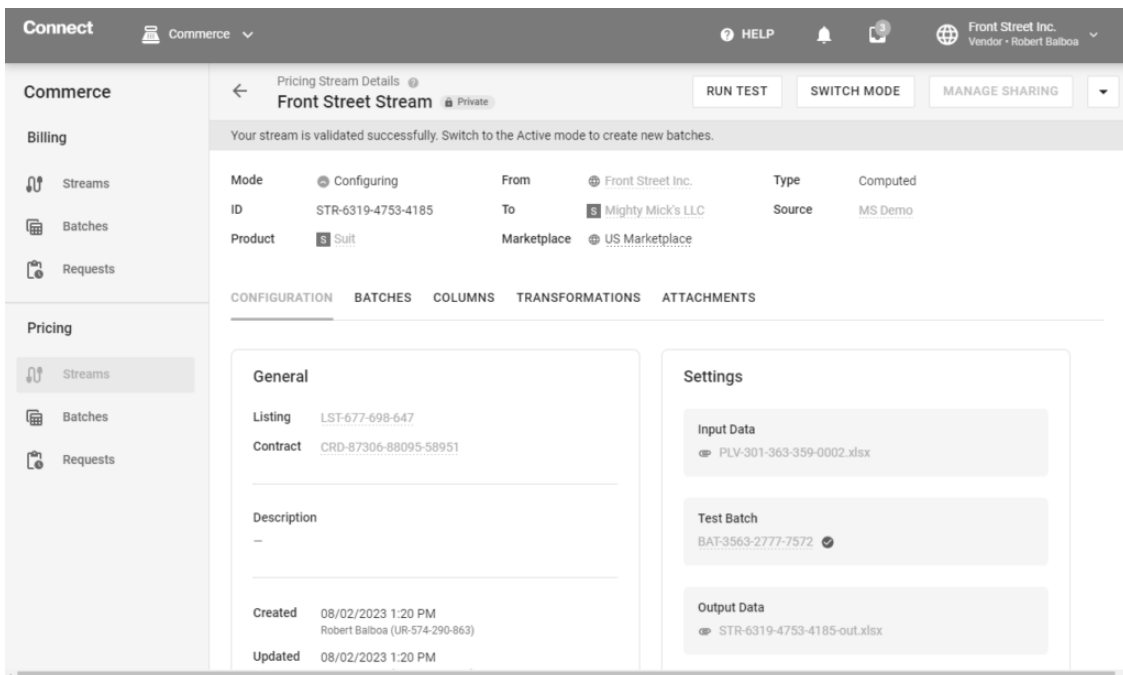 Connect
Commerce
HELP
3
Front Street Inc.
Vendor • Robert Balboa
Commerce
Billing
Streams
Batches
Requests
Pricing
Streams
Batches
Requests
Pricing Stream Details
Front Street Stream Private
RUN TEST SWITCH MODE MANAGE SHARING
Your stream is validated successfully. Switch to the Active mode to create new batches.
Mode Configuring From Front Street Inc. Type Computed
ID STR-6319-4753-4185 To S Mighty Mick's LLC Source MS Demo
Product S Suit Marketplace US Marketplace
CONFIGURATION BATCHES COLUMNS TRANSFORMATIONS ATTACHMENTS
General
Listing LST-677-698-647
Contract CRD-87306-88095-58951
Description
—
Created 08/02/2023 1:20 PM
Robert Balboa (UR-574-290-863)
Updated 08/02/2023 1:20 PM
Settings
Input Data
PLV-301-363-359-0002.xlsx
Test Batch
BAT-3563-2777-7572
Output Data
STR-6319-4753-4185-out.xlsx